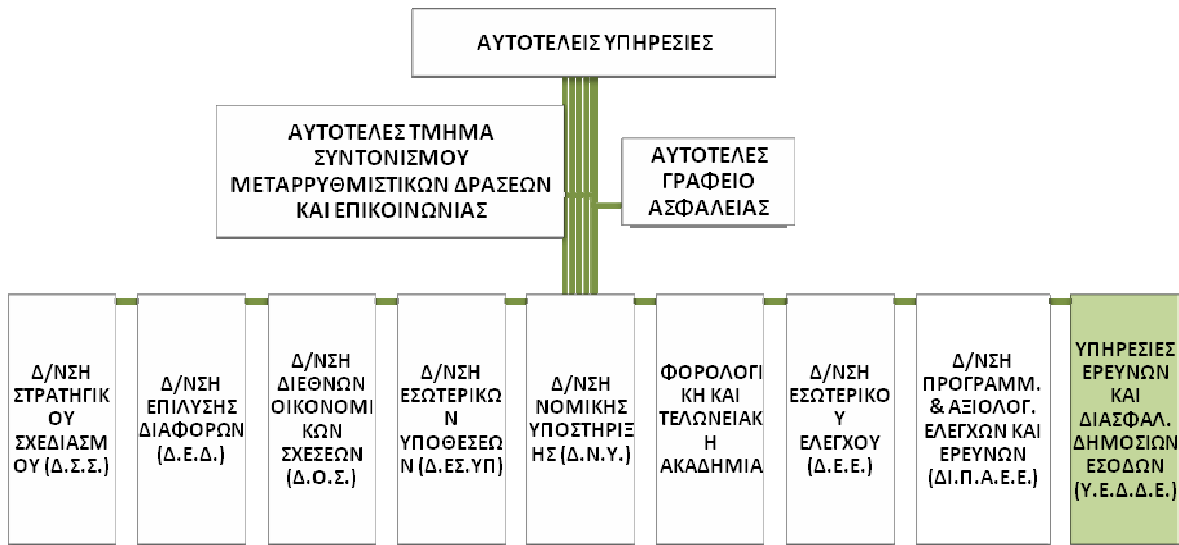 ΑΥΤΟΤΕΛΕΙΣ ΥΠΗΡΕΣΙΕΣ
ΑΥΤΟΤΕΛΕΣ ΤΜΗΜΑ
ΣΥΝΤΟΝΙΣΜΟΥ
ΜΕΤΑΡΡΥΘΜΙΣΤΙΚΩΝ ΔΡΑΣΕΩΝ
ΚΑΙ ΕΠΙΚΟΙΝΩΝΙΑΣ
ΑΥΤΟΤΕΛΕΣ
ΓΡΑΦΕΙΟ
ΑΣΦΑΛΕΙΑΣ
Δ/ΝΣΗ
ΣΤΡΑΤΗΓΙΚ
ΟΥ
ΣΧΕΔΙΑΣΜ
ΟΥ (Δ.Σ.Σ.)
Δ/ΝΣΗ
ΕΠΙΛΥΣΗΣ
ΔΙΑΦΟΡΩΝ
(Δ.Ε.Δ.)
Δ/ΝΣΗ
ΔΙΕΘΝΩΝ
ΟΙΚΟΝΟΜΙ
ΚΩΝ
ΣΧΕΣΕΩΝ
(Δ.Ο.Σ.)
Δ/ΝΣΗ
ΕΣΩΤΕΡΙΚΩ
Ν
ΥΠΟΘΕΣΕΩ
Ν (Δ.ΕΣ.ΥΠ)
Δ/ΝΣΗ
ΝΟΜΙΚΗΣ
ΥΠΟΣΤΗΡΙΞ
ΗΣ (Δ.Ν.Υ.)
ΦΟΡΟΛΟΓΙ
ΚΗ ΚΑΙ
ΤΕΛΩΝΕΙΑΚ
Η
ΑΚΑΔΗΜΙΑ
Δ/ΝΣΗ
ΕΣΩΤΕΡΙΚΟ
Υ
ΕΛΕΓΧΟΥ
(Δ.Ε.Ε.)
Δ/ΝΣΗ
ΠΡΟΓΡΑΜΜ.
& ΑΞΙΟΛΟΓ.
ΕΛΕΓΧΩΝ ΚΑΙ
ΕΡΕΥΝΩΝ
(ΔΙ.Π.Α.Ε.Ε.)
ΥΠΗΡΕΣΙΕΣ
ΕΡΕΥΝΩΝ
ΚΑΙ
ΔΙΑΣΦΑΛ.
ΔΗΜΟΣΙΩΝ
ΕΣΟΔΩΝ
(Υ.Ε.Δ.Δ.Ε.)